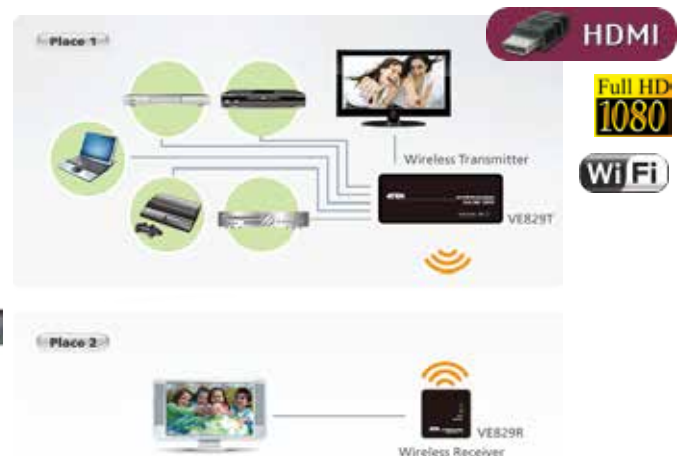 Place 1
HDMI
Full HD
1080
Wi Fi
Wireless Transmitter
ATEN
VE829T
Place 2
VE829R
Wireless Receiver